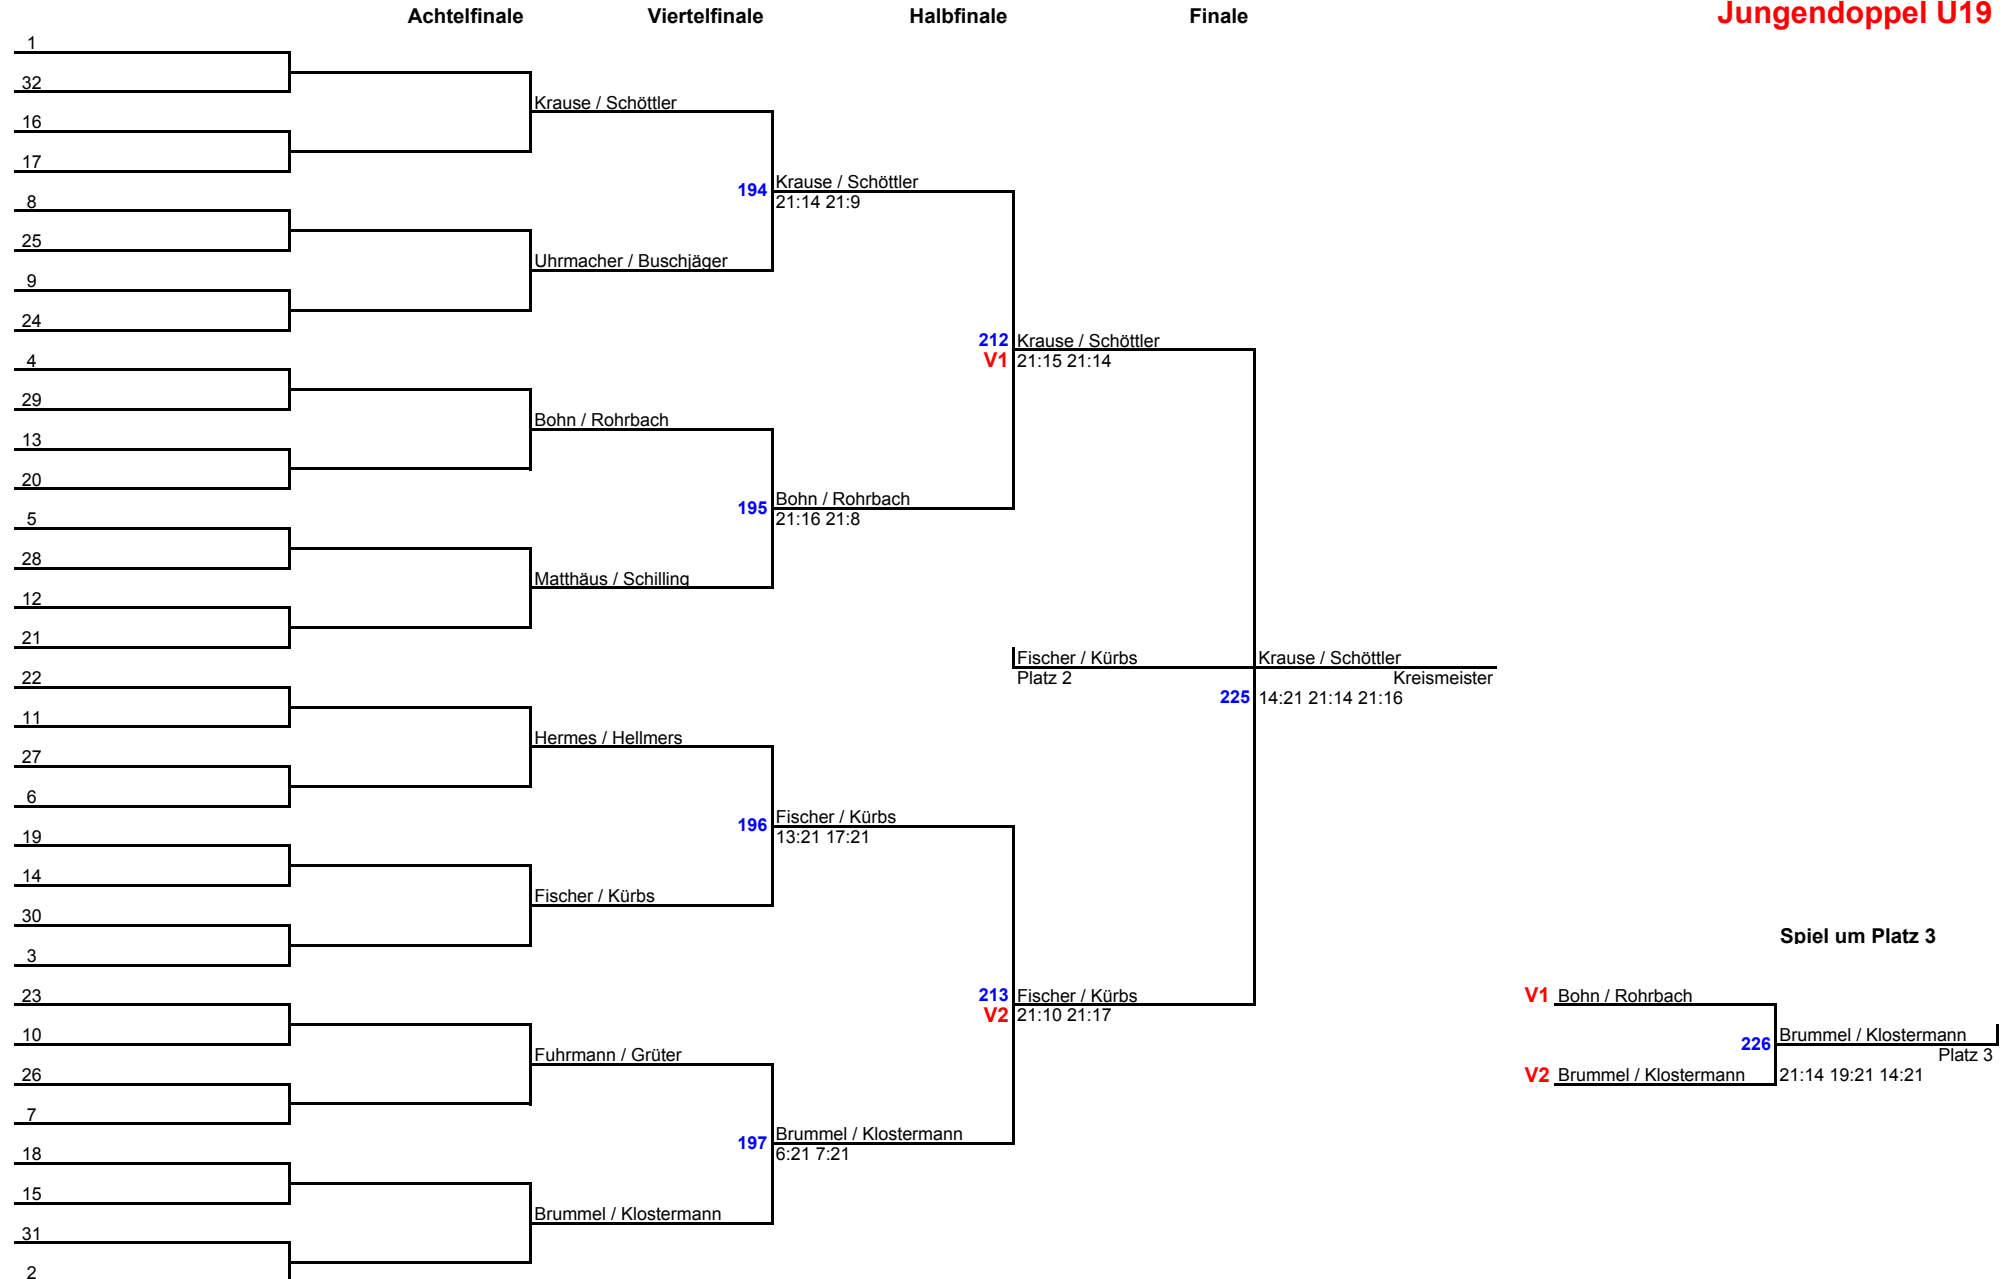 Achtelfinale Viertelfinale Halbfinale Finale Jungendoppel U19
1
32
Krause / Schöttler
16
17
194 Krause / Schöttler
21:14 21:9
8
25
Uhrmacher / Buschjäger
9
24
212 Krause / Schöttler
V1 21:15 21:14
4
29
Bohn / Rohrbach
13
20
195 Bohn / Rohrbach
21:16 21:8
5
28
Matthäus / Schilling
12
21
Fischer / Kürbs Krause / Schöttler
Platz 2 Kreismeister
22
225 14:21 21:14 21:16
11
Hermes / Hellmers
27
6
196 Fischer / Kürbs
13:21 17:21
19
14
Fischer / Kürbs
30
Spiel um Platz 3
3
23
213 Fischer / Kürbs V1 Bohn / Rohrbach
V2 21:10 21:17
10
Brummel / Klostermann
226
Platz 3
Fuhrmann / Grüter
26
V2 Brummel / Klostermann 21:14 19:21 14:21
7
197 Brummel / Klostermann
6:21 7:21
18
15
Brummel / Klostermann
31
2